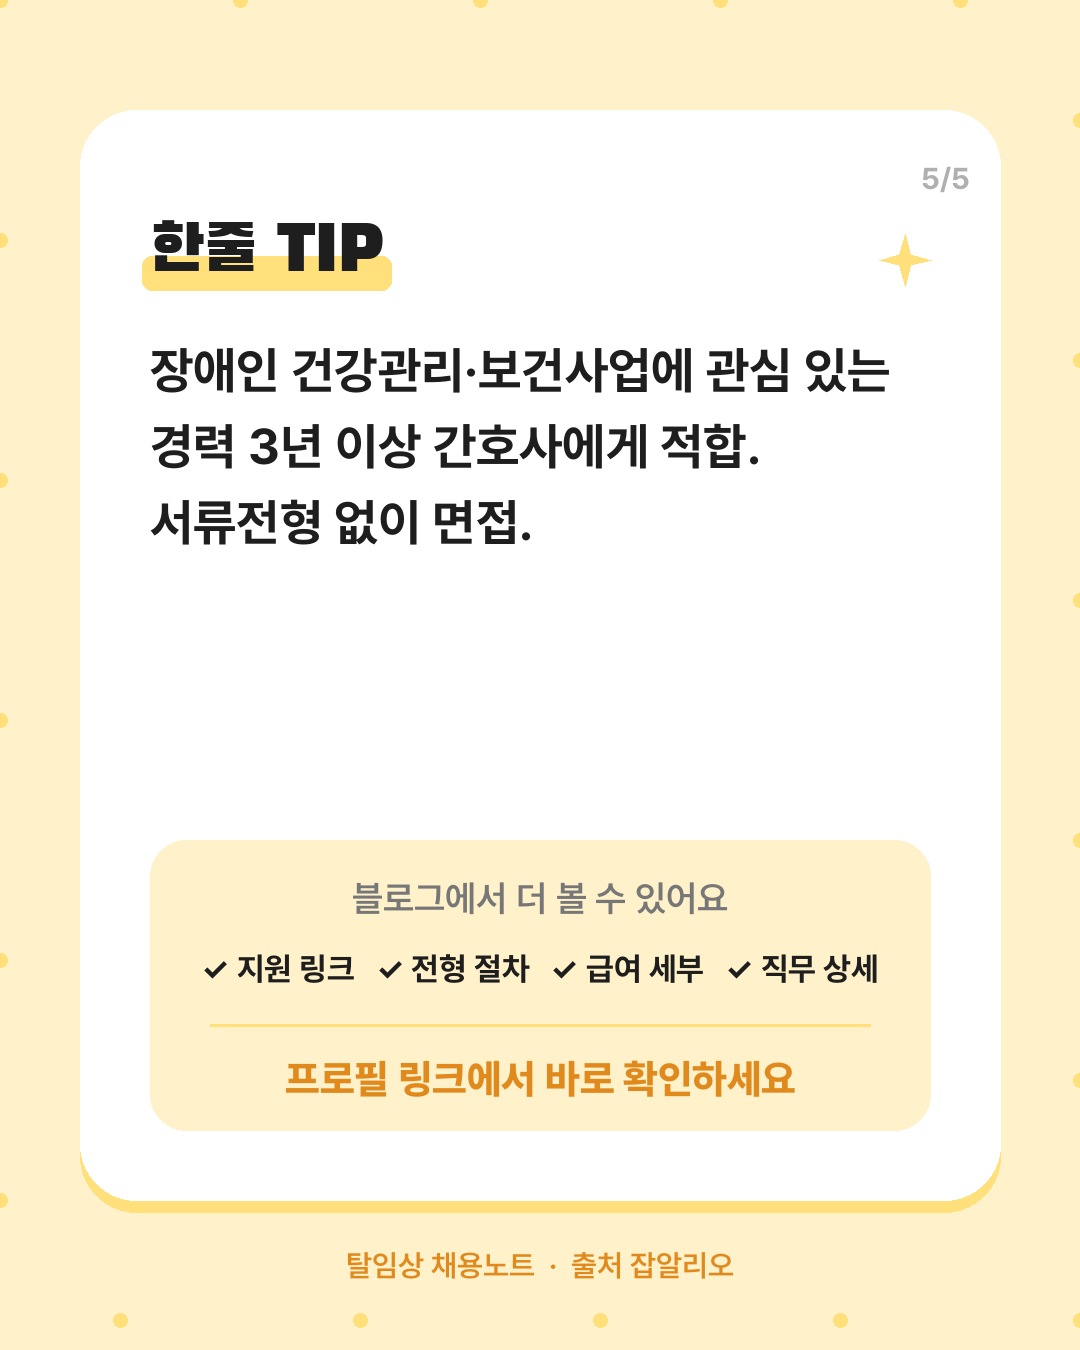 5/5
한줄 TIP
장애인 건강관리·보건사업에 관심 있는
경력 3년 이상 간호사에게 적합.
서류전형 없이 면접.
블로그에서 더 볼 수 있어요
✓ 지원 링크 ✓ 전형 절차 ✓ 급여 세부 ✓ 직무 상세
프로필 링크에서 바로 확인하세요
탈임상 채용노트 · 출처 잡알리오